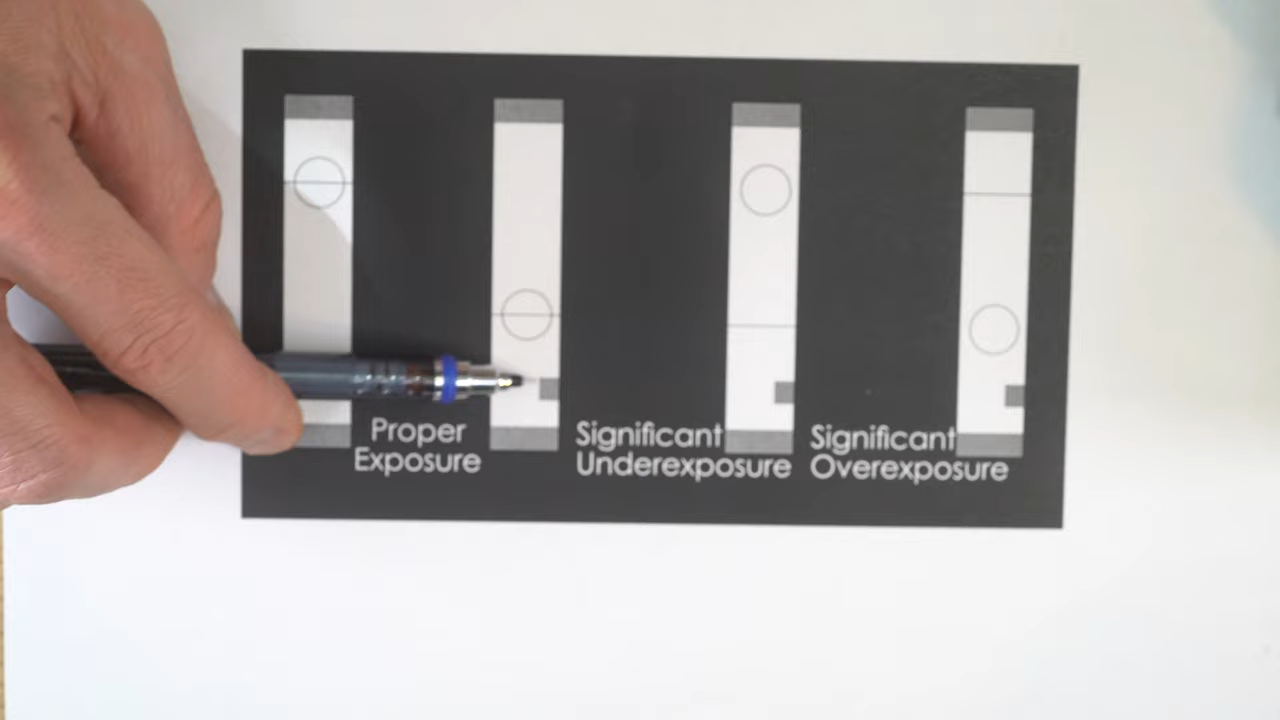 Proper
Exposure
Significant
Underexposure
Significant
Overexposure